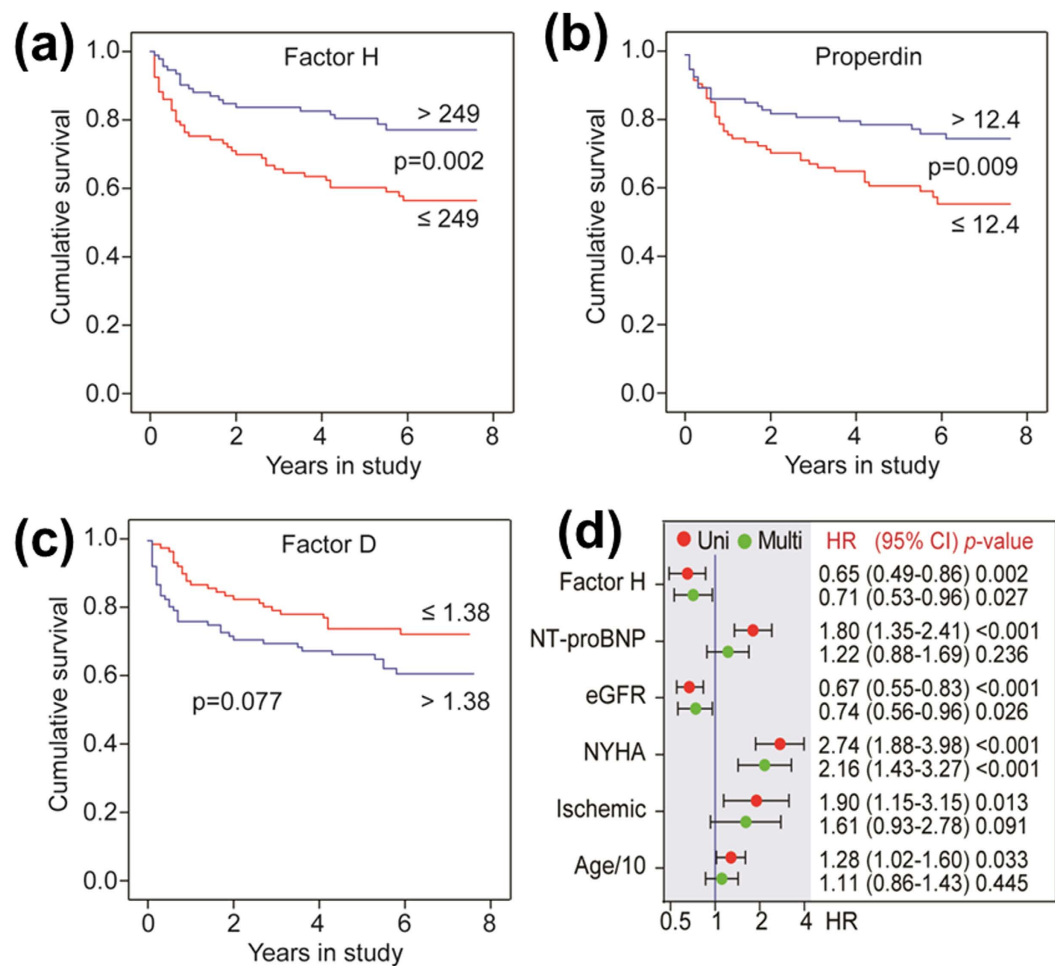 (a)
Factor H
Cumulative survival
1.0
0.8
0.6
0.4
0.2
0.0
> 249
p=0.002
≤ 249
0 2 4 6 8
Years in study
(b)
Properdin
Cumulative survival
1.0
0.8
0.6
0.4
0.2
0.0
> 12.4
p=0.009
≤ 12.4
0 2 4 6 8
Years in study
(c)
Factor D
Cumulative survival
1.0
0.8
0.6
0.4
0.2
0.0
≤ 1.38
p=0.077
> 1.38
0 2 4 6 8
Years in study
(d)
Uni Multi HR (95% CI) p-value
Factor H 0.65 (0.49-0.86) 0.002
0.71 (0.53-0.96) 0.027
NT-proBNP 1.80 (1.35-2.41) <0.001
1.22 (0.88-1.69) 0.236
eGFR 0.67 (0.55-0.83) <0.001
0.74 (0.56-0.96) 0.026
NYHA 2.74 (1.88-3.98) <0.001
2.16 (1.43-3.27) <0.001
Ischemic 1.90 (1.15-3.15) 0.013
1.61 (0.93-2.78) 0.091
Age/10 1.28 (1.02-1.60) 0.033
1.11 (0.86-1.43) 0.445
0.5 1 2 4 HR